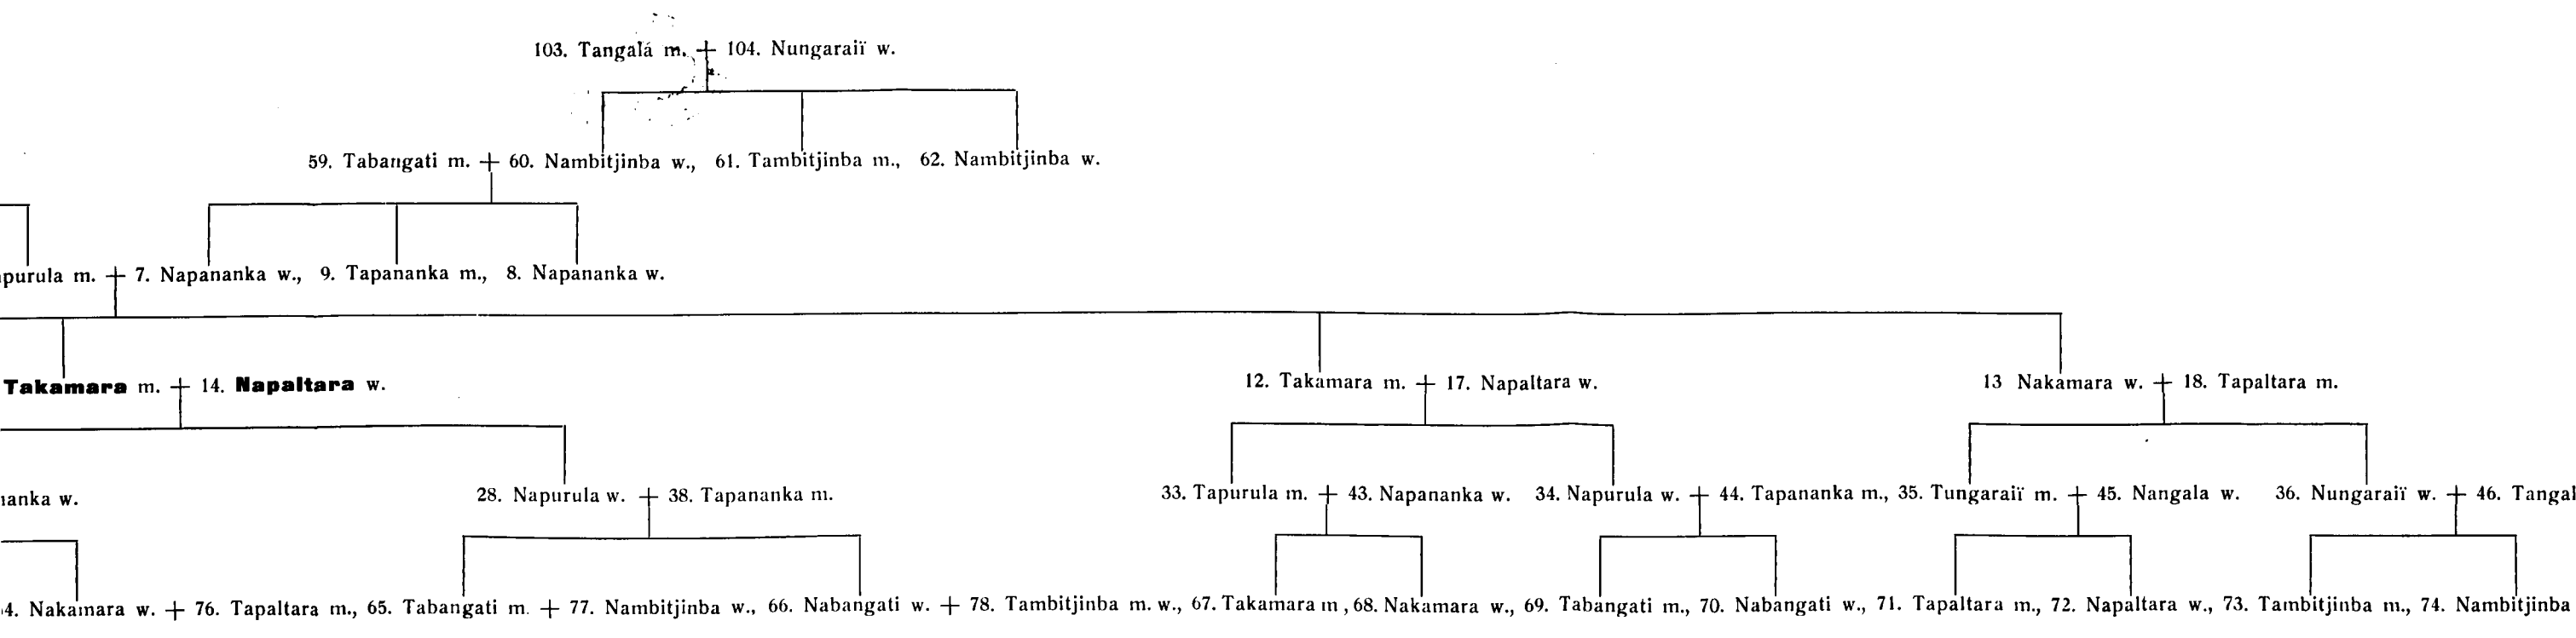 103. Tangalá m. + 104. Nungaraiï w.
59. Tabangati m. + 60. Nambitjinba w., 61. Tambitjinba m., 62. Nambitjinba w.
purula m. + 7. Napananka w., 9. Tapananka m., 8. Napananka w.
Takamara m. + 14. Napaltara w. 12. Takamara m. + 17. Napaltara w. 13 Nakamara w. + 18. Tapaltara m.
anka w. 28. Napurula w. + 38. Tapananka m. 33. Tapurula m. + 43. Napananka w. 34. Napurula w. + 44. Tapananka m., 35. Tungaraiï m. + 45. Nangala w. 36. Nungaraiï w. + 46. Tangal
4. Nakamara w. + 76. Tapaltara m., 65. Tabangati m. + 77. Nambitjinba w., 66. Nabangati w. + 78. Tambitjinba m. w., 67. Takamara m, 68. Nakamara w., 69. Tabangati m., 70. Nabangati w., 71. Tapaltara m., 72. Napaltara w., 73. Tambitjinba m., 74. Nambitjinba